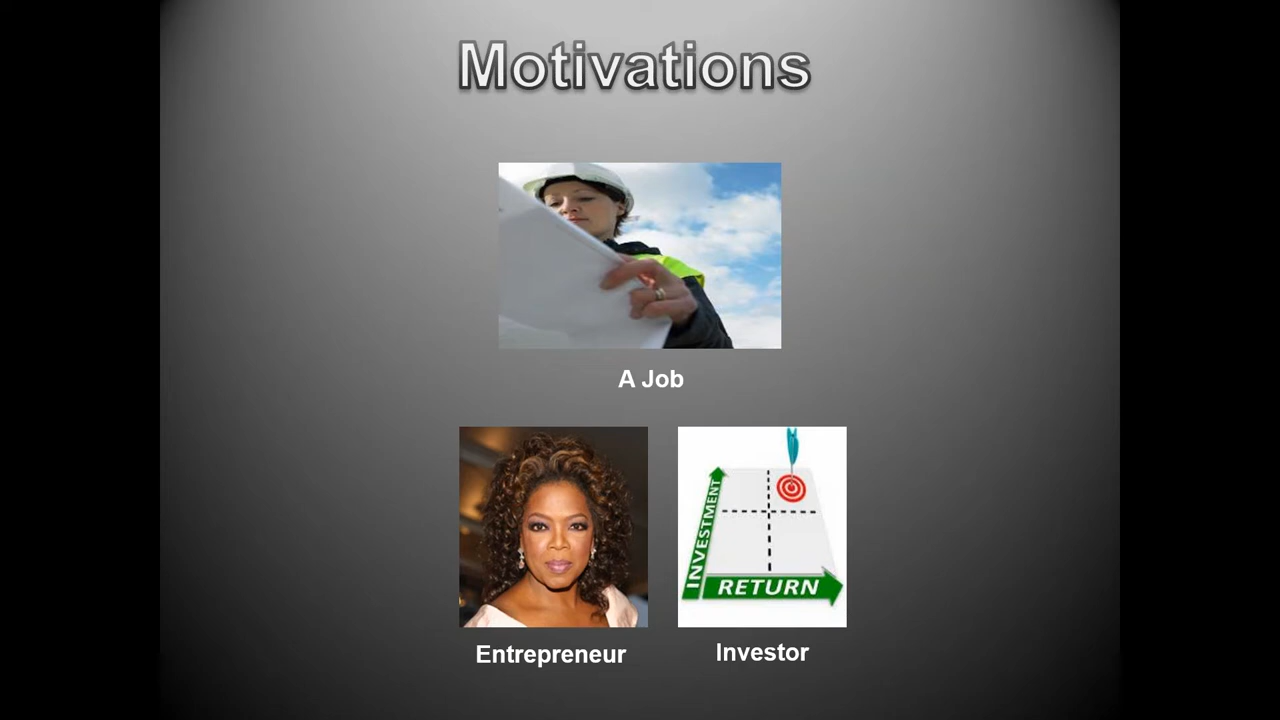 Motivations
A Job
INVESTMENT
RETURN
Entrepreneur
Investor